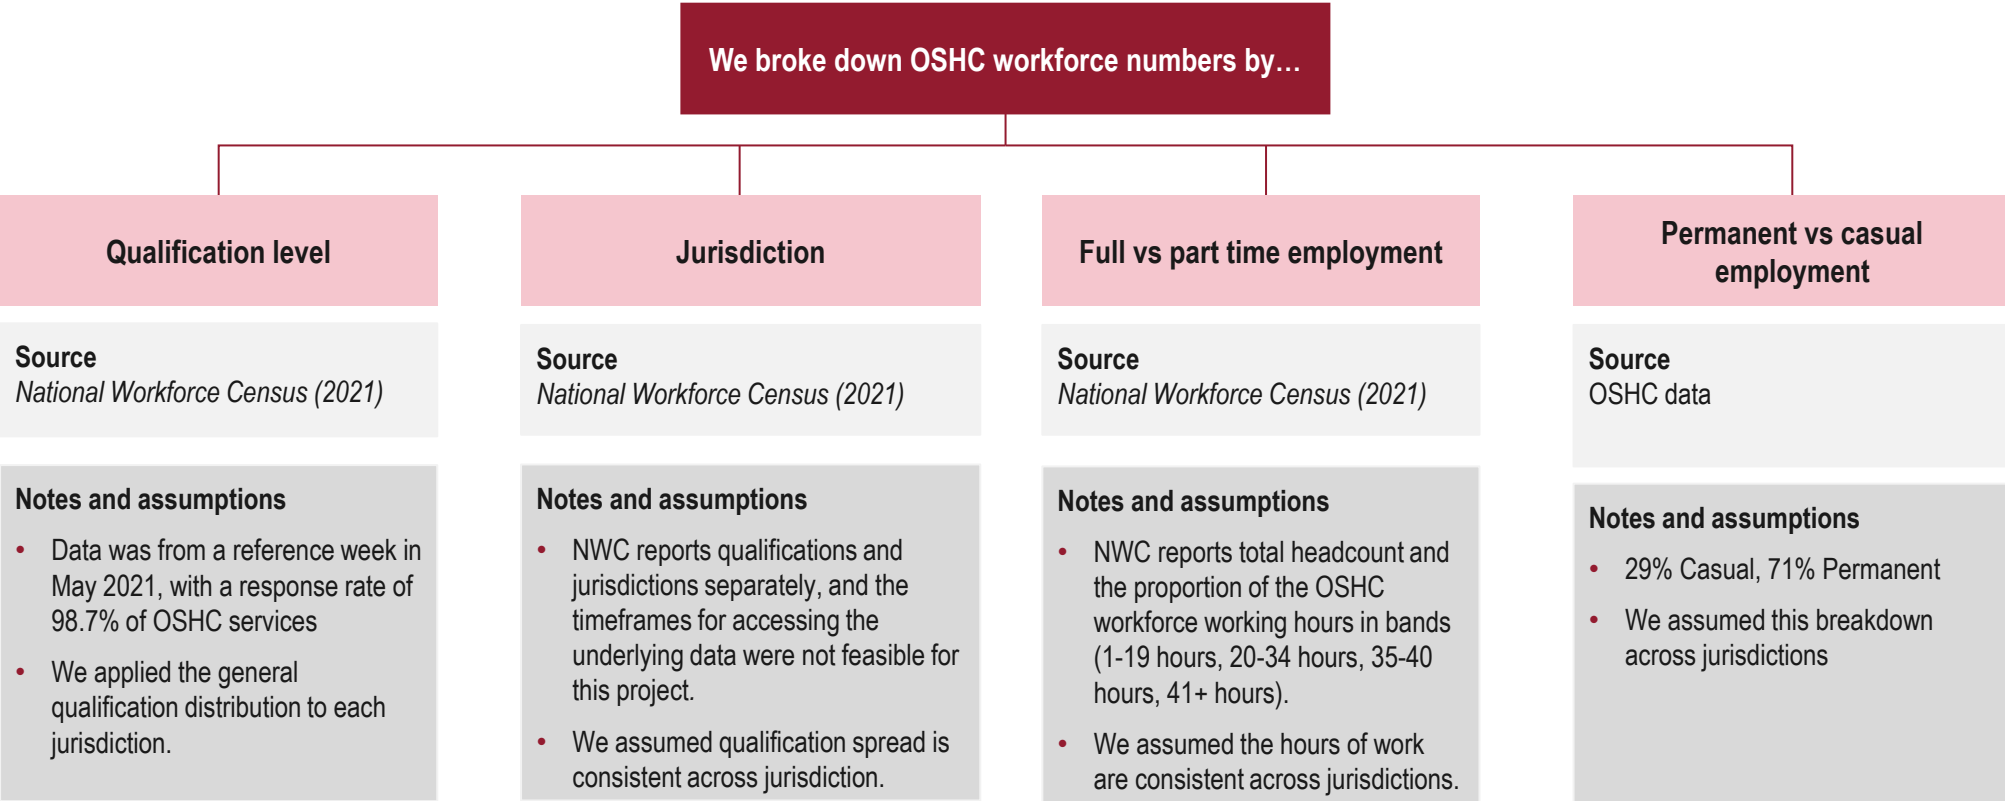 We broke down OSHC workforce numbers by…
Qualification level
Source
National Workforce Census (2021)
Notes and assumptions
• Data was from a reference week in
May 2021, with a response rate of
98.7% of OSHC services
• We applied the general
qualification distribution to each
jurisdiction.
Jurisdiction
Source
National Workforce Census (2021)
Notes and assumptions
• NWC reports qualifications and
jurisdictions separately, and the
timeframes for accessing the
underlying data were not feasible for
this project.
• We assumed qualification spread is
consistent across jurisdiction.
Full vs part time employment
Source
National Workforce Census (2021)
Notes and assumptions
• NWC reports total headcount and
the proportion of the OSHC
workforce working hours in bands
(1-19 hours, 20-34 hours, 35-40
hours, 41+ hours).
• We assumed the hours of work
are consistent across jurisdictions.
Permanent vs casual
employment
Source
OSHC data
Notes and assumptions
• 29% Casual, 71% Permanent
• We assumed this breakdown
across jurisdictions